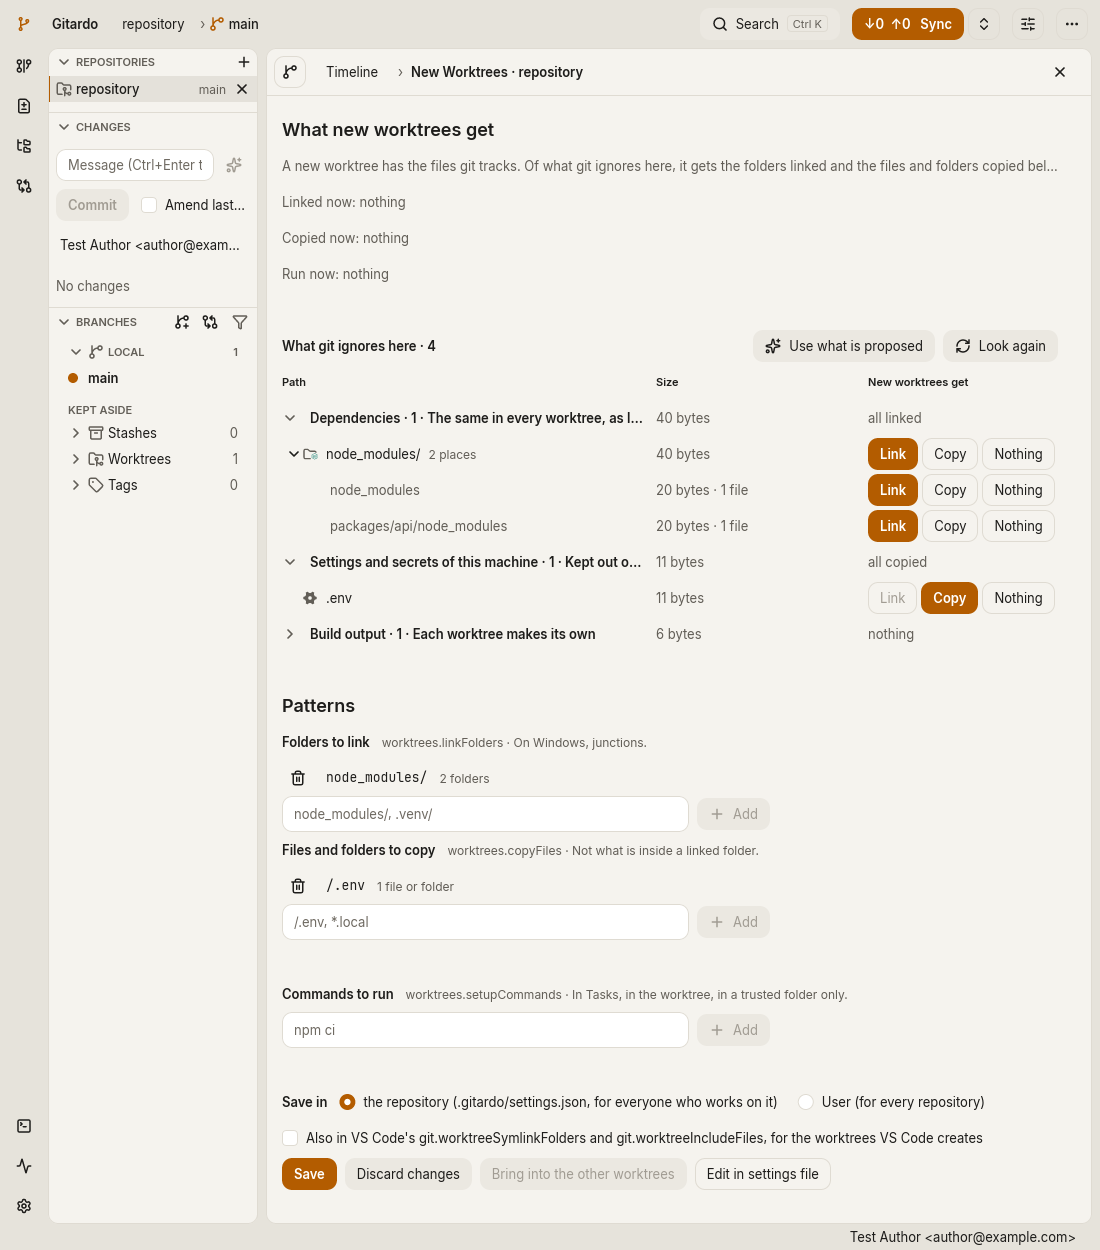 Gitardo repository › main Search Ctrl K ↓0 ↑0 Sync
REPOSITORIES
repository main
CHANGES
Message (Ctrl+Enter t
Commit Amend last...
Test Author <author@exam...
No changes
BRANCHES
LOCAL 1
main
KEPT ASIDE
Stashes 0
Worktrees 1
Tags 0
Timeline › New Worktrees · repository
What new worktrees get
A new worktree has the files git tracks. Of what git ignores here, it gets the folders linked and the files and folders copied bel...
Linked now: nothing
Copied now: nothing
Run now: nothing
What git ignores here · 4 Use what is proposed Look again
Path Size New worktrees get
Dependencies · 1 · The same in every worktree, as l... 40 bytes all linked
node_modules/ 2 places 40 bytes Link Copy Nothing
node_modules 20 bytes · 1 file Link Copy Nothing
packages/api/node_modules 20 bytes · 1 file Link Copy Nothing
Settings and secrets of this machine · 1 · Kept out o... 11 bytes all copied
.env 11 bytes Link Copy Nothing
Build output · 1 · Each worktree makes its own 6 bytes nothing
Patterns
Folders to link worktrees.linkFolders · On Windows, junctions.
node_modules/ 2 folders
node_modules/, .venv/ Add
Files and folders to copy worktrees.copyFiles · Not what is inside a linked folder.
/.env 1 file or folder
/.env, *.local Add
Commands to run worktrees.setupCommands · In Tasks, in the worktree, in a trusted folder only.
npm ci Add
Save in the repository (.gitardo/settings.json, for everyone who works on it) User (for every repository)
Also in VS Code's git.worktreeSymlinkFolders and git.worktreeIncludeFiles, for the worktrees VS Code creates
Save Discard changes Bring into the other worktrees Edit in settings file
Test Author <author@example.com>